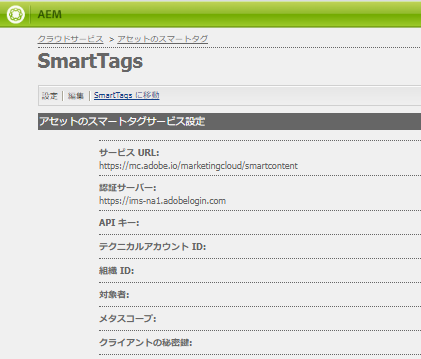 AEM
クラウドサービス > アセットのスマートタグ
SmartTags
設定 | 編集 | SmartTags に移動
アセットのスマートタグサービス設定
サービス URL:
https://mc.adobe.io/marketingcloud/smartcontent
認証サーバー:
https://ims-na1.adobelogin.com
API キー:
テクニカルアカウント ID:
組織 ID:
対象者:
メタスコープ:
クライアントの秘密鍵: